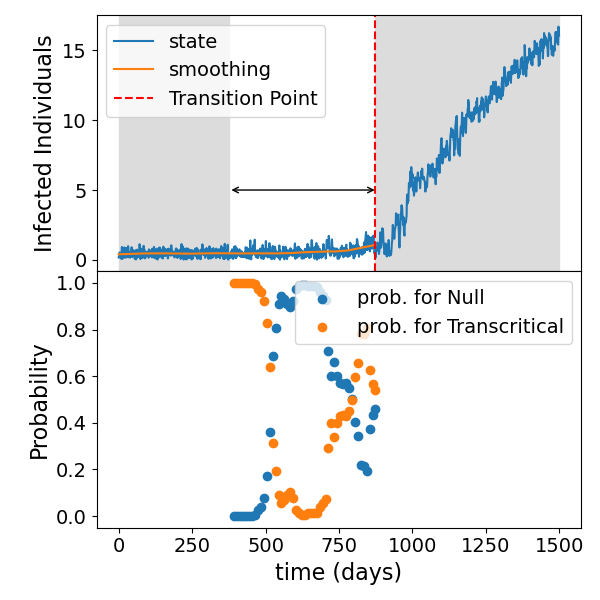 Infected Individuals
15
10
5
0
state
smoothing
Transition Point
Probability
1.0
0.8
0.6
0.4
0.2
0.0
prob. for Null
prob. for Transcritical
0 250 500 750 1000 1250 1500
time (days)